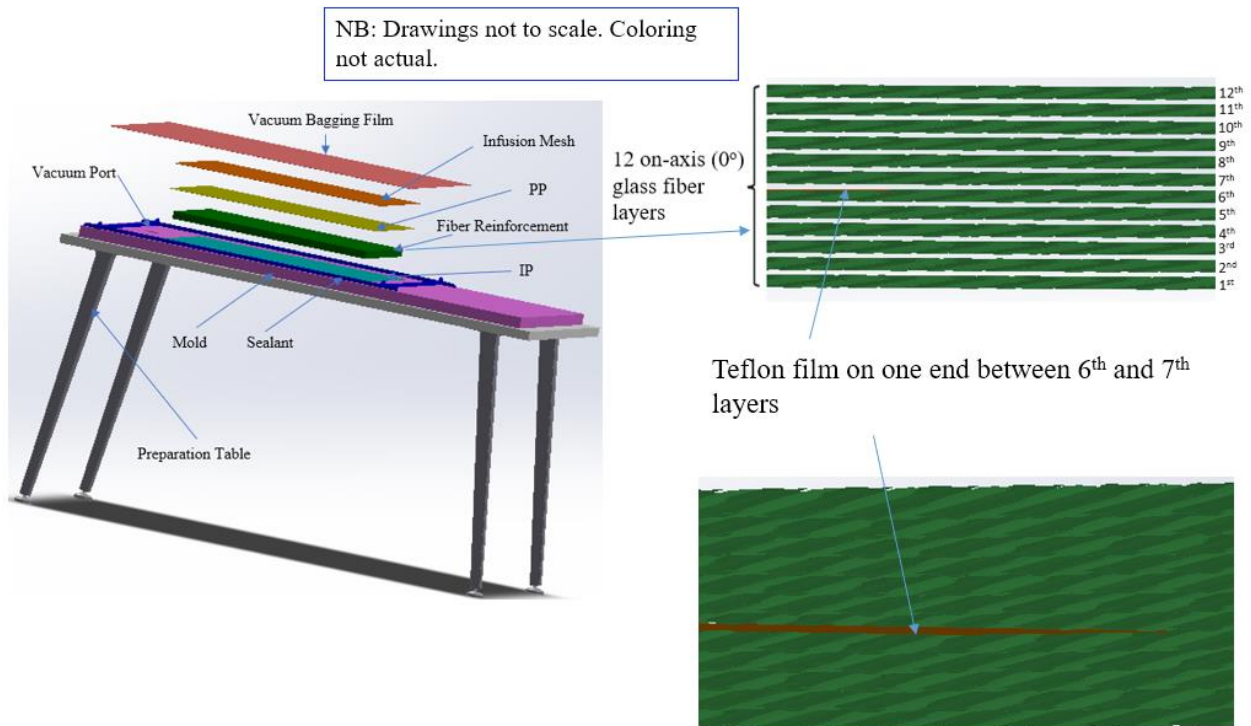 NB: Drawings not to scale. Coloring
not actual.
Vacuum Bagging Film
Infusion Mesh
Vacuum Port
PP
Fiber Reinforcement
IP
Mold
Sealant
Preparation Table
12 on-axis (0°)
glass fiber
layers
12th
11th
10th
9th
8th
7th
6th
5th
4th
3rd
2nd
1st
Teflon film on one end between 6th and 7th
layers